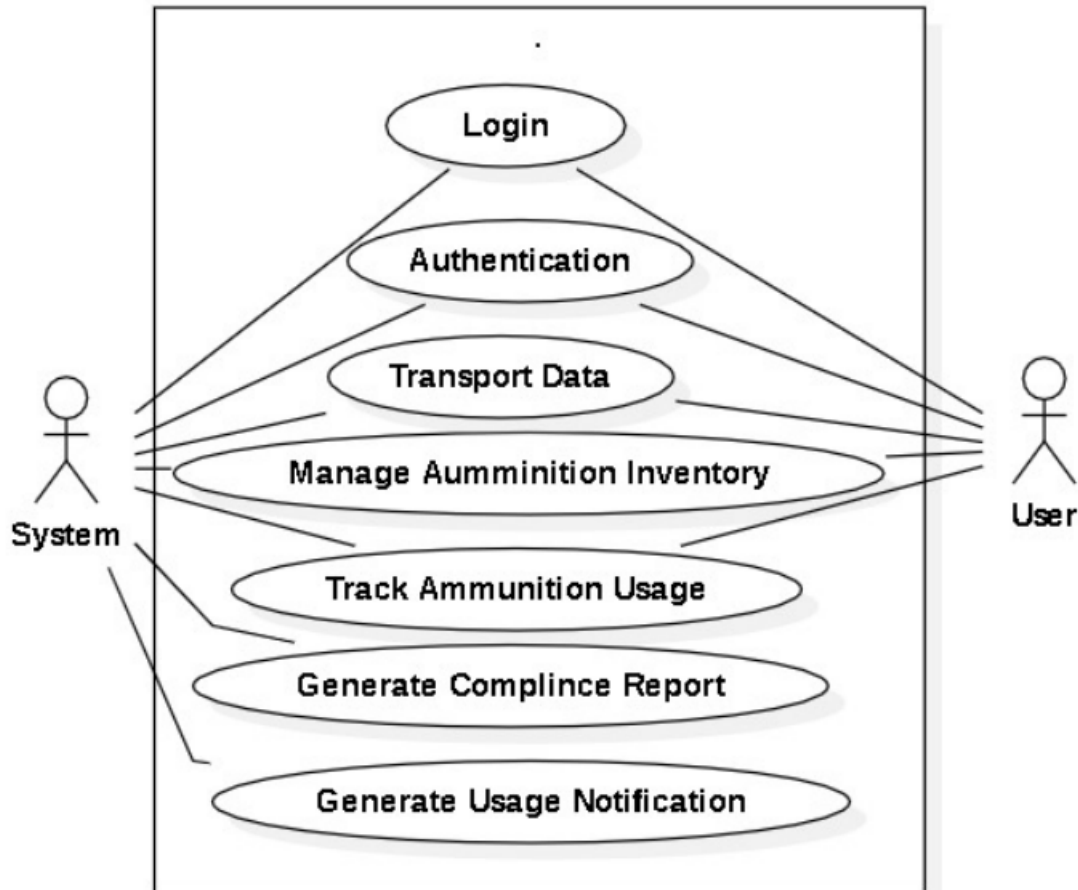 Login
Authentication
Transport Data
Manage Aumminition Inventory
System
User
Track Ammunition Usage
Generate Complince Report
Generate Usage Notification